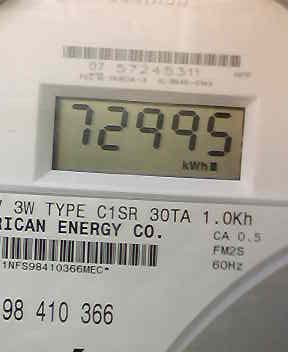 07 57245311
72995
kWh
V 3W TYPE C1SR 30TA 1.0Kh
RICAN ENERGY CO.
CA 0.5
FM2S
60Hz
1NFS98410366MEC*
98 410 366